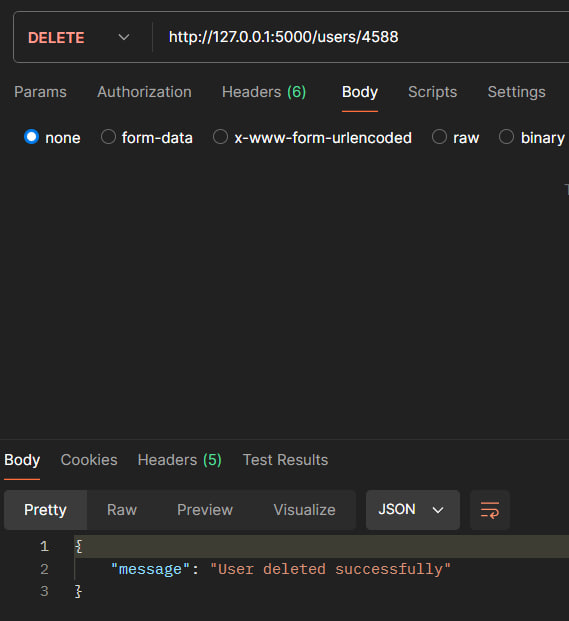 DELETE http://127.0.0.1:5000/users/4588
Params Authorization Headers (6) Body Scripts Settings
none form-data x-www-form-urlencoded raw binary
Body Cookies Headers (5) Test Results
Pretty Raw Preview Visualize JSON
1 {
2 "message": "User deleted successfully"
3 }